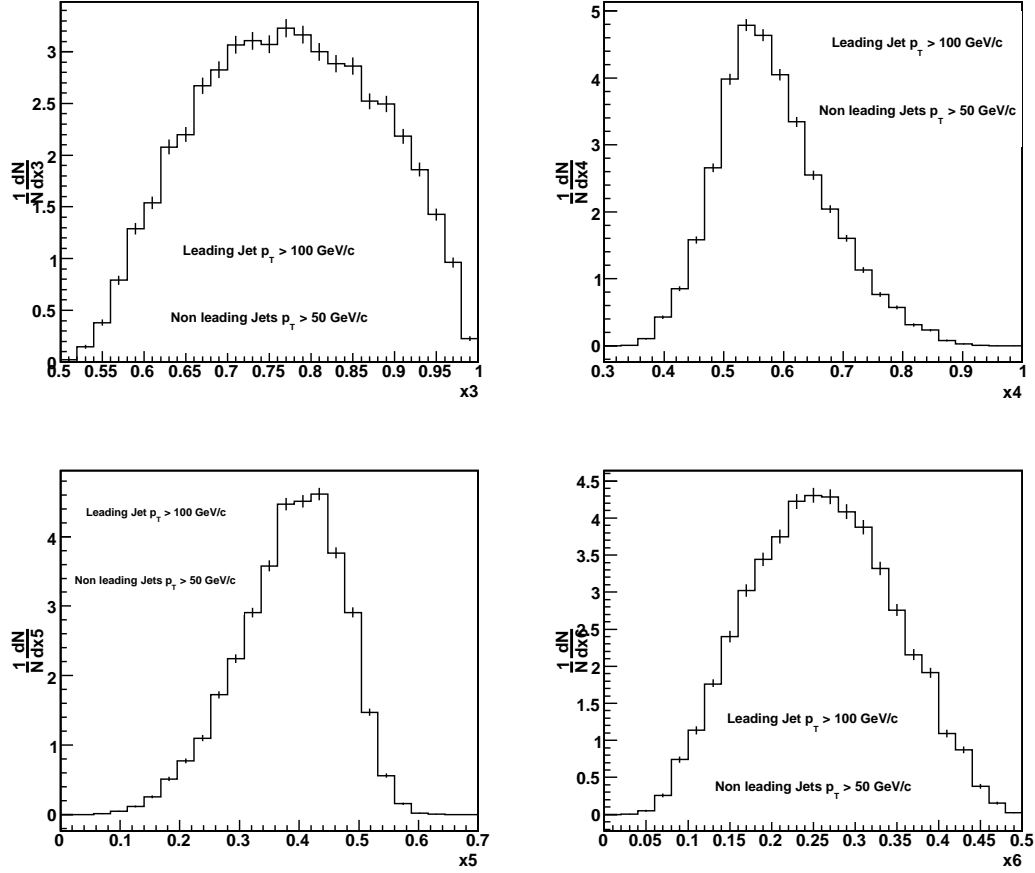 3
2.5
2
1.5
1
0.5
0
0.5 0.55 0.6 0.65 0.7 0.75 0.8 0.85 0.9 0.95 1
x3
1 dN
N dx3
Leading Jet p_T > 100 GeV/c
Non leading Jets p_T > 50 GeV/c
5
4
3
2
1
0
0.3 0.4 0.5 0.6 0.7 0.8 0.9 1
x4
1 dN
N dx4
Leading Jet p_T > 100 GeV/c
Non leading Jets p_T > 50 GeV/c
4
3
2
1
0
0 0.1 0.2 0.3 0.4 0.5 0.6 0.7
x5
1 dN
N dx5
Leading Jet p_T > 100 GeV/c
Non leading Jets p_T > 50 GeV/c
4.5
4
3.5
3
2.5
2
1.5
1
0.5
0
0 0.05 0.1 0.15 0.2 0.25 0.3 0.35 0.4 0.45 0.5
x6
1 dN
N dx6
Leading Jet p_T > 100 GeV/c
Non leading Jets p_T > 50 GeV/c